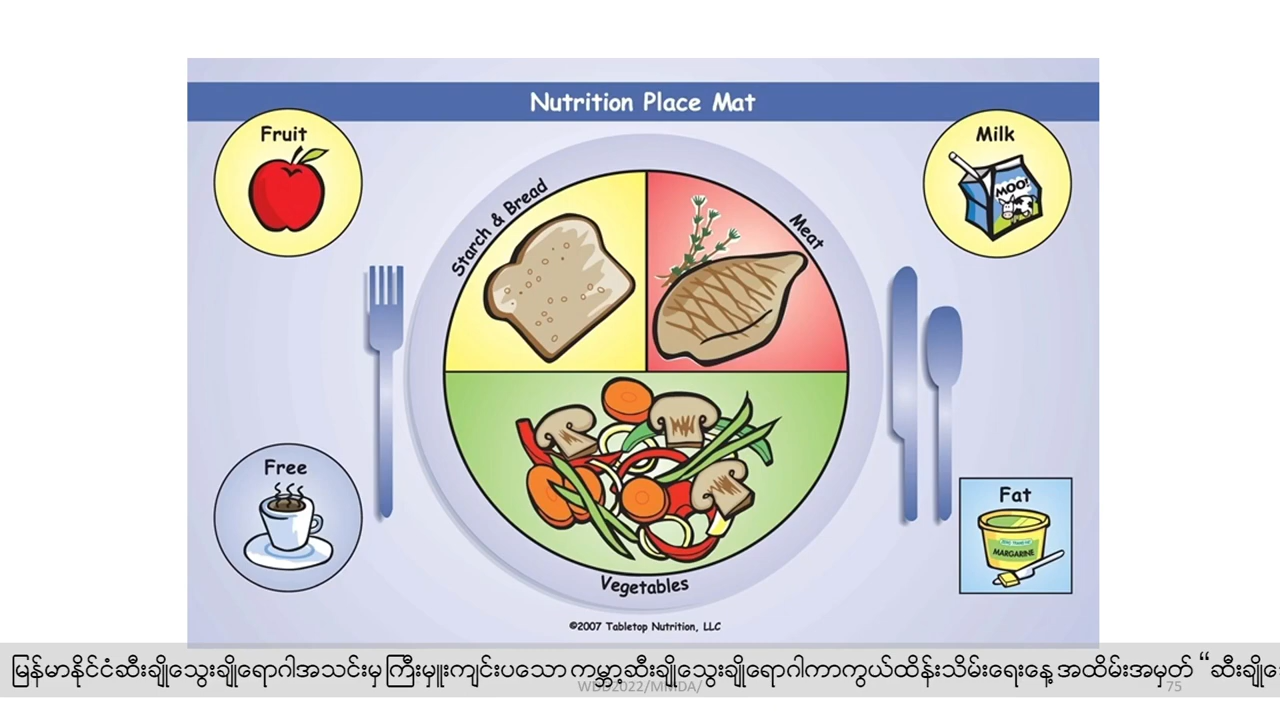 Nutrition Place Mat
Fruit
Milk
Starch & Bread
Meat
MOO!
Free
Fat
MARGARINE
Vegetables
©2007 Tabletop Nutrition, LLC
မြန်မာနိုင်ငံဆီးချိုသွေးချိုရောဂါအသင်းမှ ကြီးမှူးကျင်းပသော ကမ္ဘာ့ဆီးချိုသွေးချိုရောဂါကာကွယ်ထိန်းသိမ်းရေးနေ့ အထိမ်းအမှတ် “ဆီးချို
WDD2022/MMDA/
75